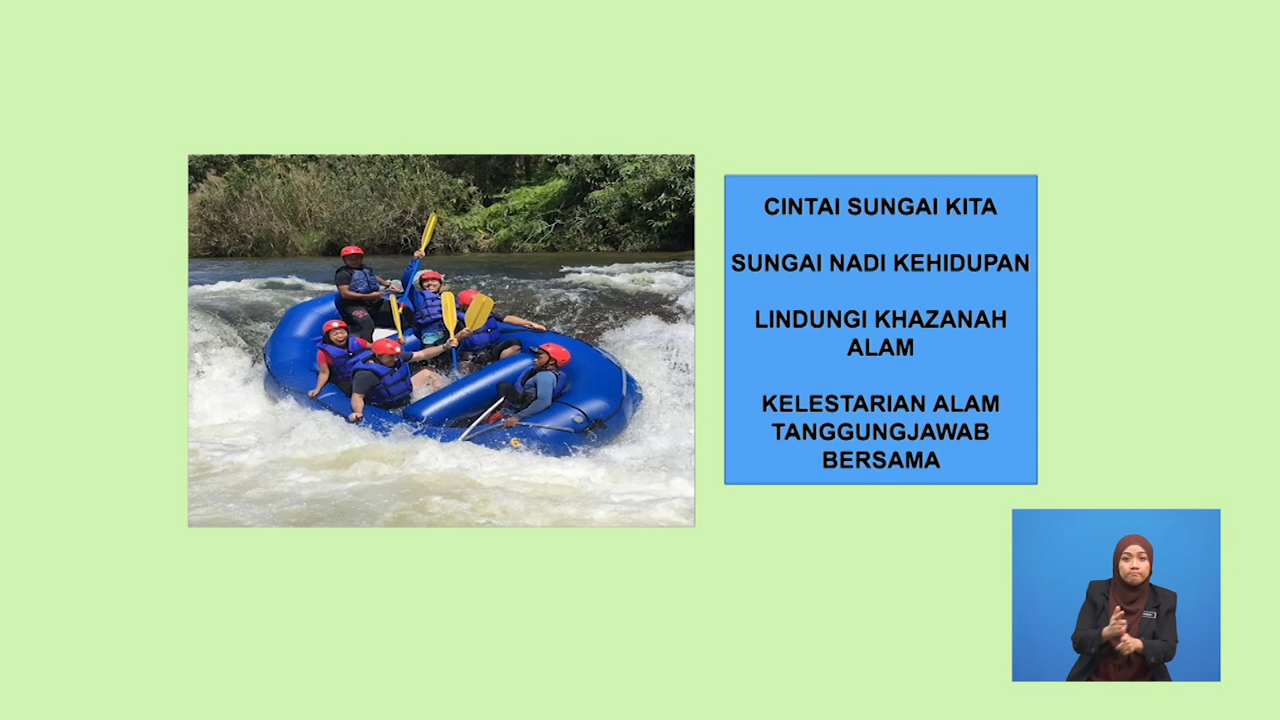 CINTAI SUNGAI KITA
SUNGAI NADI KEHIDUPAN
LINDUNGI KHAZANAH
ALAM
KELESTARIAN ALAM
TANGGUNGJAWAB
BERSAMA